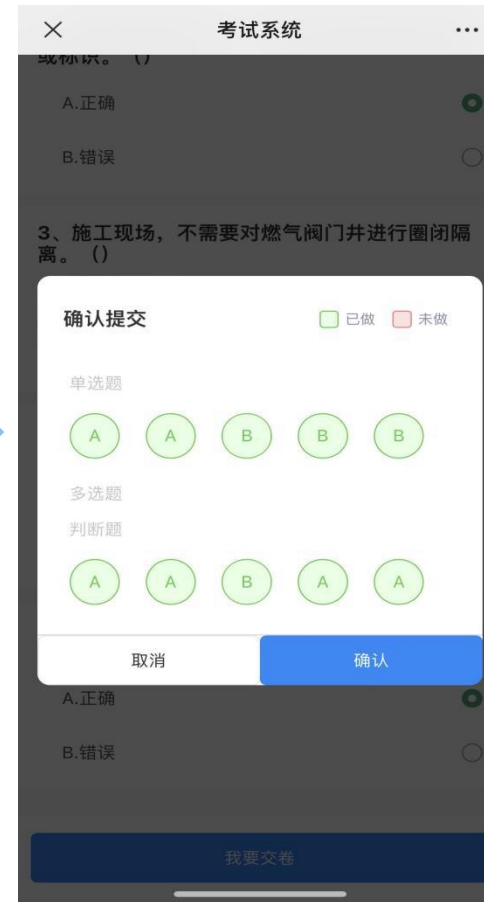 考试系统
或标识。（）
A.正确
B.错误
3、施工现场，不需要对燃气阀门井进行圈闭隔
离。（）
确认提交
已做 未做
单选题
A A B B B
多选题
判断题
A A B A A
取消 确认
A.正确
B.错误
我要交卷